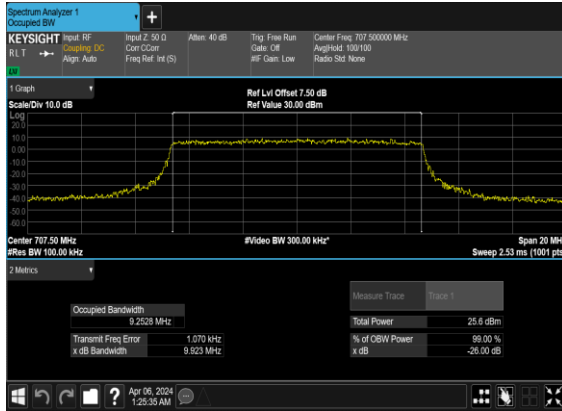 Spectrum Analyzer 1
Occupied BW
+
KEYSIGHT Input: RF Input Z: 50 Ω Atten: 40 dB Trig: Free Run Center Freq: 707.500000 MHz
RLT Coupling: DC Corr CCorr Gate: Off Avg|Hold: 100/100
Align: Auto Freq Ref: Int (S) #IF Gain: Low Radio Std: None
1 Graph
Ref Lvl Offset 7.50 dB
Scale/Div 10.0 dB Ref Value 30.00 dBm
Log
20.0
10.0
0.00
-10.0
-20.0
-30.0
-40.0
-50.0
-60.0
Center 707.50 MHz #Video BW 300.00 kHz* Span 20 MH
#Res BW 100.00 kHz Sweep 2.53 ms (1001 pts
2 Metrics
Measure Trace Trace 1
Occupied Bandwidth
9.2528 MHz Total Power 25.6 dBm
Transmit Freq Error 1.070 kHz % of OBW Power 99.00 %
x dB Bandwidth 9.923 MHz x dB -26.00 dB
? Apr 06, 2024
1:25:35 AM